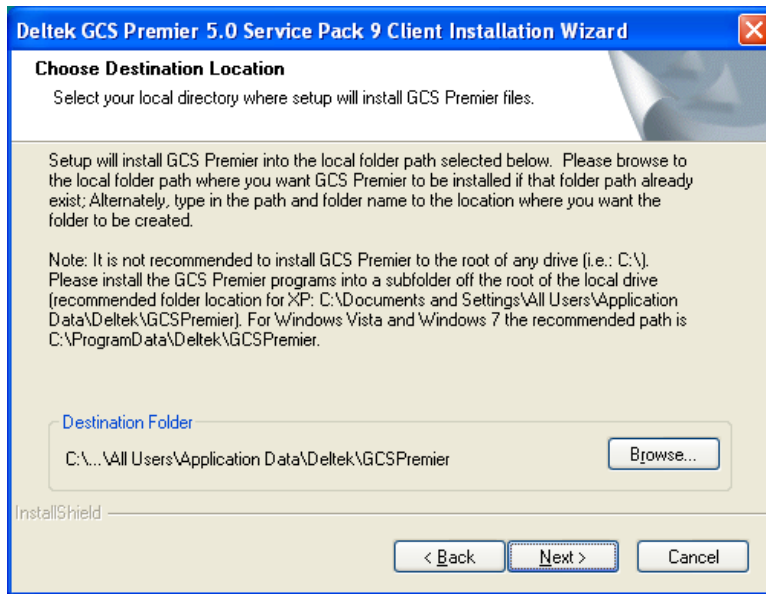 Deltek GCS Premier 5.0 Service Pack 9 Client Installation Wizard
Choose Destination Location
Select your local directory where setup will install GCS Premier files.
Setup will install GCS Premier into the local folder path selected below.  Please browse to
the local folder path where you want GCS Premier to be installed if that folder path already
exist; Alternately, type in the path and folder name to the location where you want the
folder to be created.
Note: It is not recommended to install GCS Premier to the root of any drive (i.e.: C:\).
Please install the GCS Premier programs into a subfolder off the root of the local drive
(recommended folder location for XP: C:\Documents and Settings\All Users\Application
Data\Deltek\GCSPremier). For Windows Vista and Windows 7 the recommended path is
C:\ProgramData\Deltek\GCSPremier.
Destination Folder
C:\...\All Users\Application Data\Deltek\GCSPremier
Browse...
InstallShield
< Back
Next >
Cancel